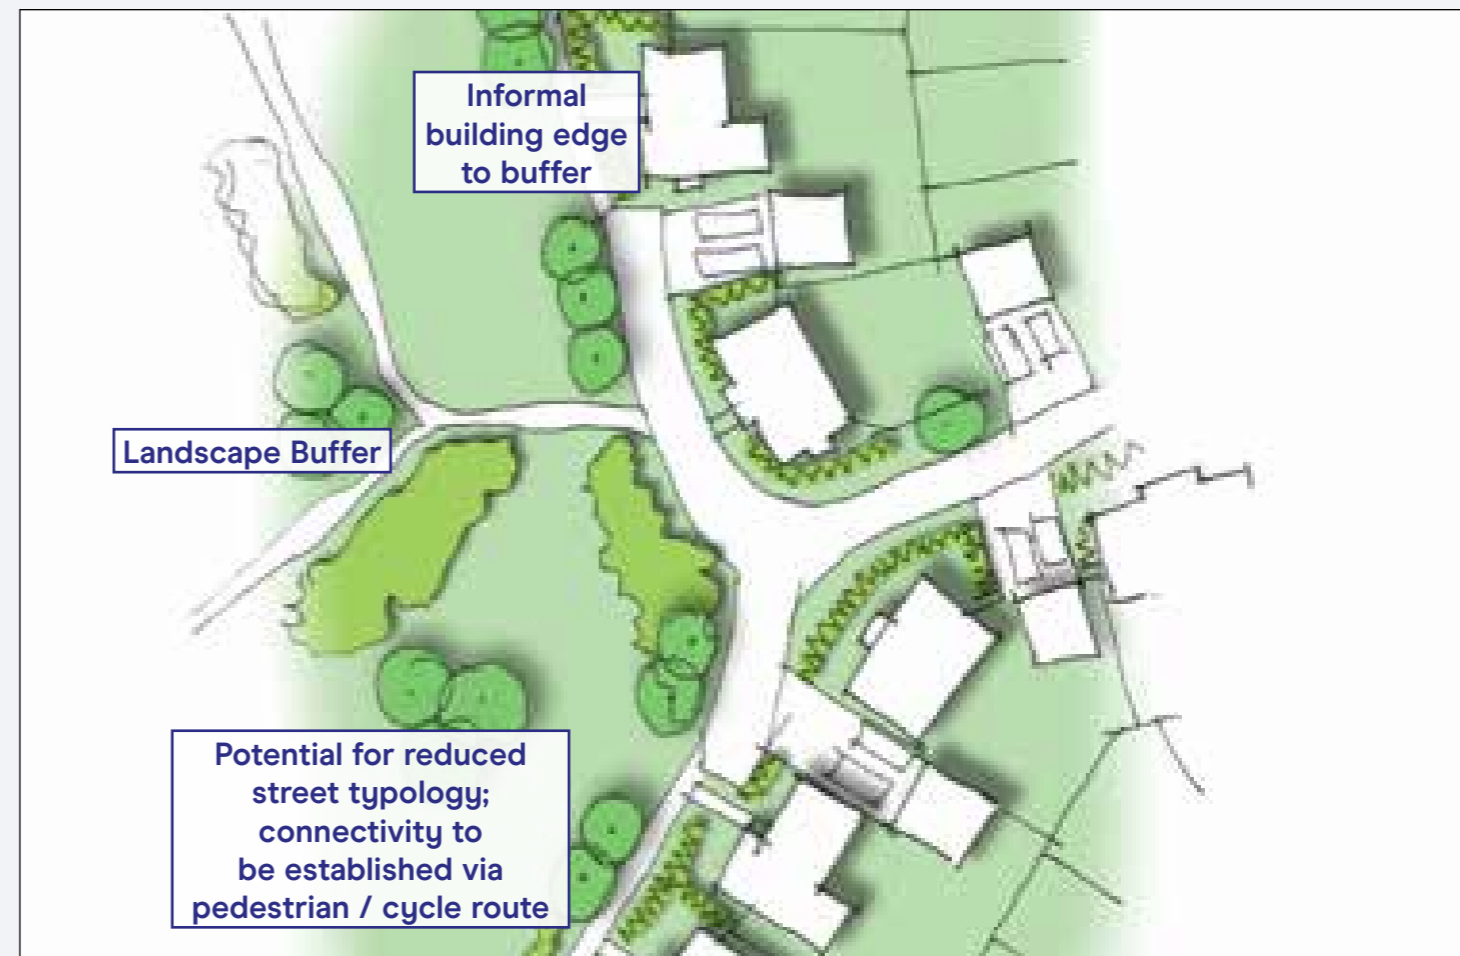 Informal
building edge
to buffer
Landscape Buffer
Potential for reduced
street typology;
connectivity to
be established via
pedestrian / cycle route